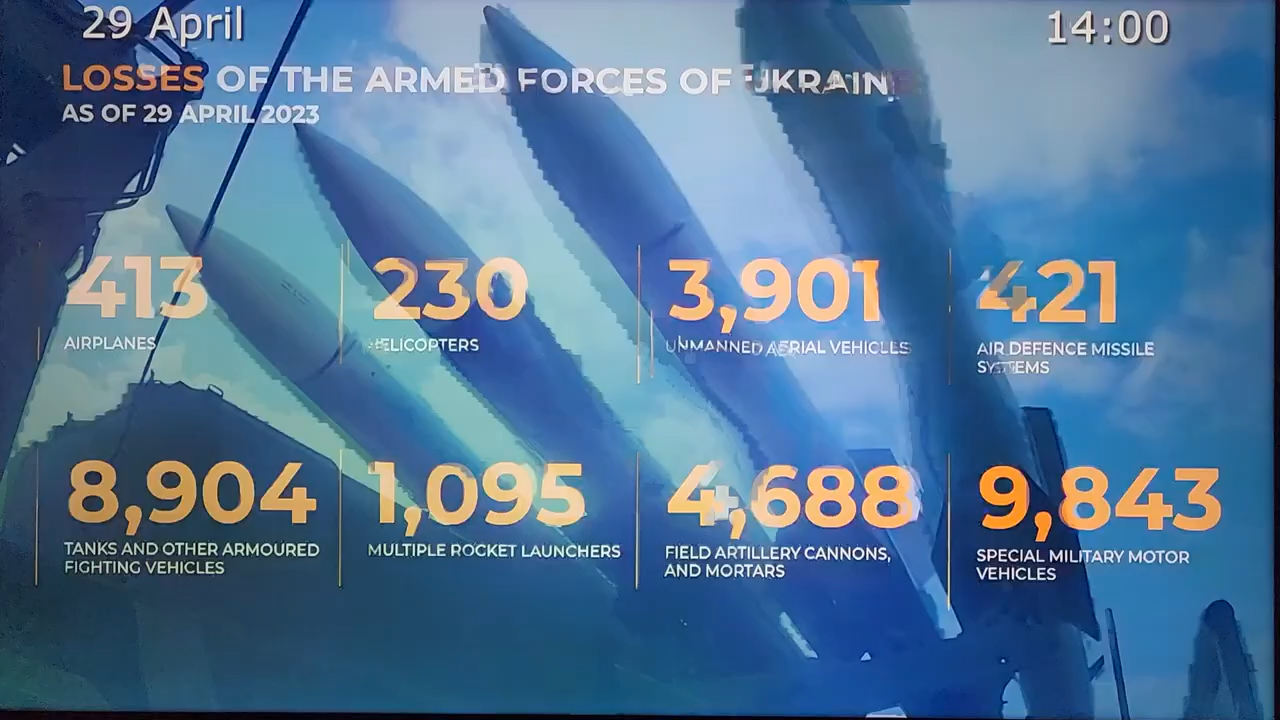 29 April
14:00
LOSSES OF THE ARMED FORCES OF UKRAINE
AS OF 29 APRIL 2023
413
AIRPLANES
230
HELICOPTERS
3,901
UNMANNED AERIAL VEHICLES
421
AIR DEFENCE MISSILE
SYSTEMS
8,904
TANKS AND OTHER ARMOURED
FIGHTING VEHICLES
1,095
MULTIPLE ROCKET LAUNCHERS
4,688
FIELD ARTILLERY CANNONS,
AND MORTARS
9,843
SPECIAL MILITARY MOTOR
VEHICLES